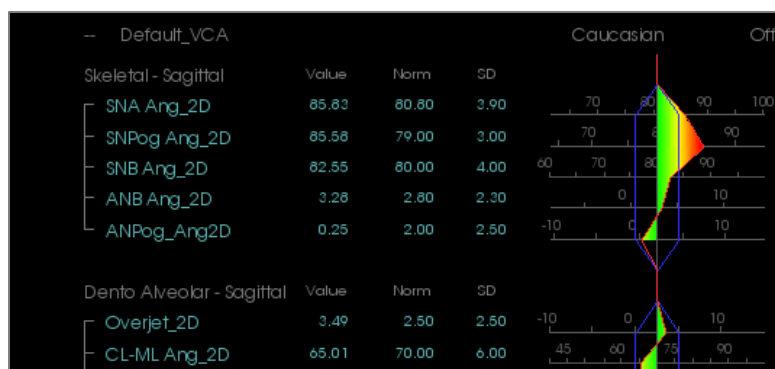 -- Default_VCA Caucasian Off
Skeletal - Sagittal Value Norm SD
SNA Ang_2D 85.83 80.80 3.90 70 80 90 100
SNPog Ang_2D 85.58 79.00 3.00 70 8 90
SNB Ang_2D 82.55 80.00 4.00 60 70 80 90
ANB Ang_2D 3.28 2.80 2.30 0 10
ANPog_Ang2D 0.25 2.00 2.50 -10 0 10
Dento Alveolar - Sagittal Value Norm SD
Overjet_2D 3.49 2.50 2.50 -10 0 10
CL-ML Ang_2D 65.01 70.00 6.00 45 60 75 90